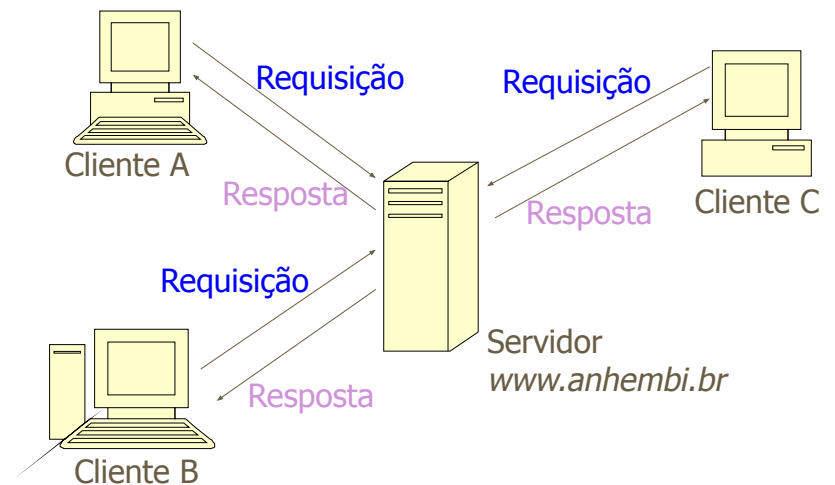 Requisição
Requisição
Cliente A
Resposta
Cliente C
Resposta
Requisição
Servidor
www.anhembi.br
Resposta
Cliente B